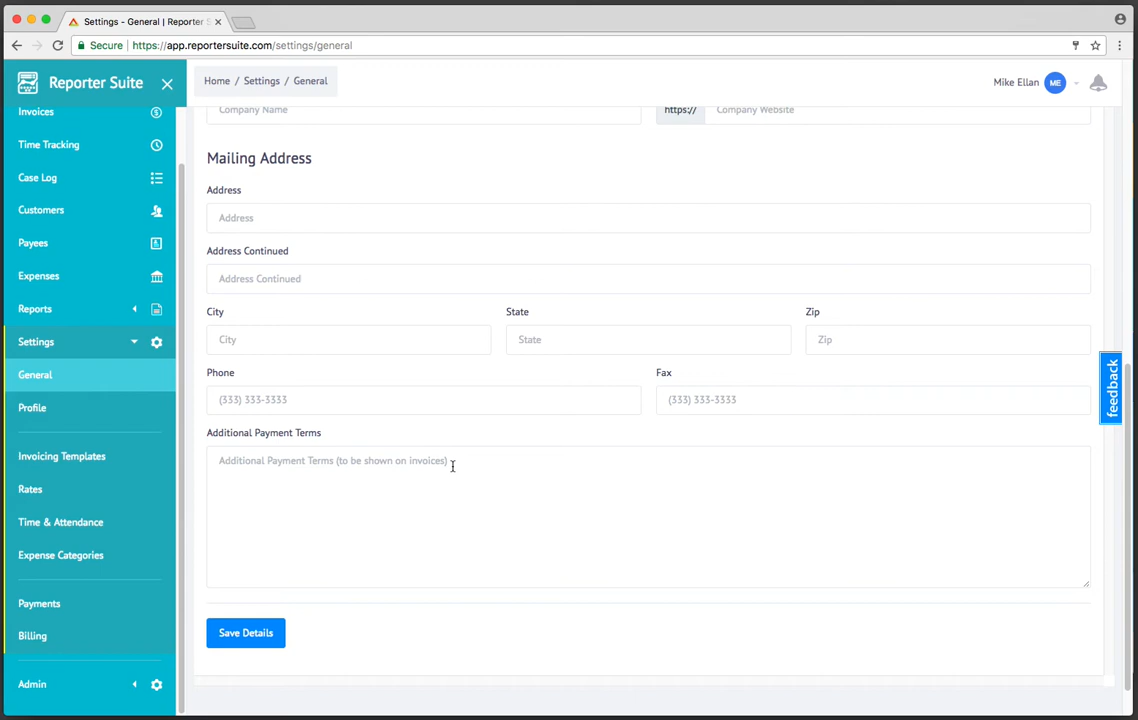 Settings - General | Reporter S
Secure https://app.reportersuite.com/settings/general
Reporter Suite
Home / Settings / General
Mike Ellan ME
Invoices
Time Tracking
Case Log
Customers
Payees
Expenses
Reports
Settings
General
Profile
Invoicing Templates
Rates
Time & Attendance
Expense Categories
Payments
Billing
Admin
Company Name
https:// Company Website
Mailing Address
Address
Address
Address Continued
Address Continued
City State Zip
City State Zip
Phone Fax
(333) 333-3333 (333) 333-3333
Additional Payment Terms
Additional Payment Terms (to be shown on invoices)
Save Details
feedback